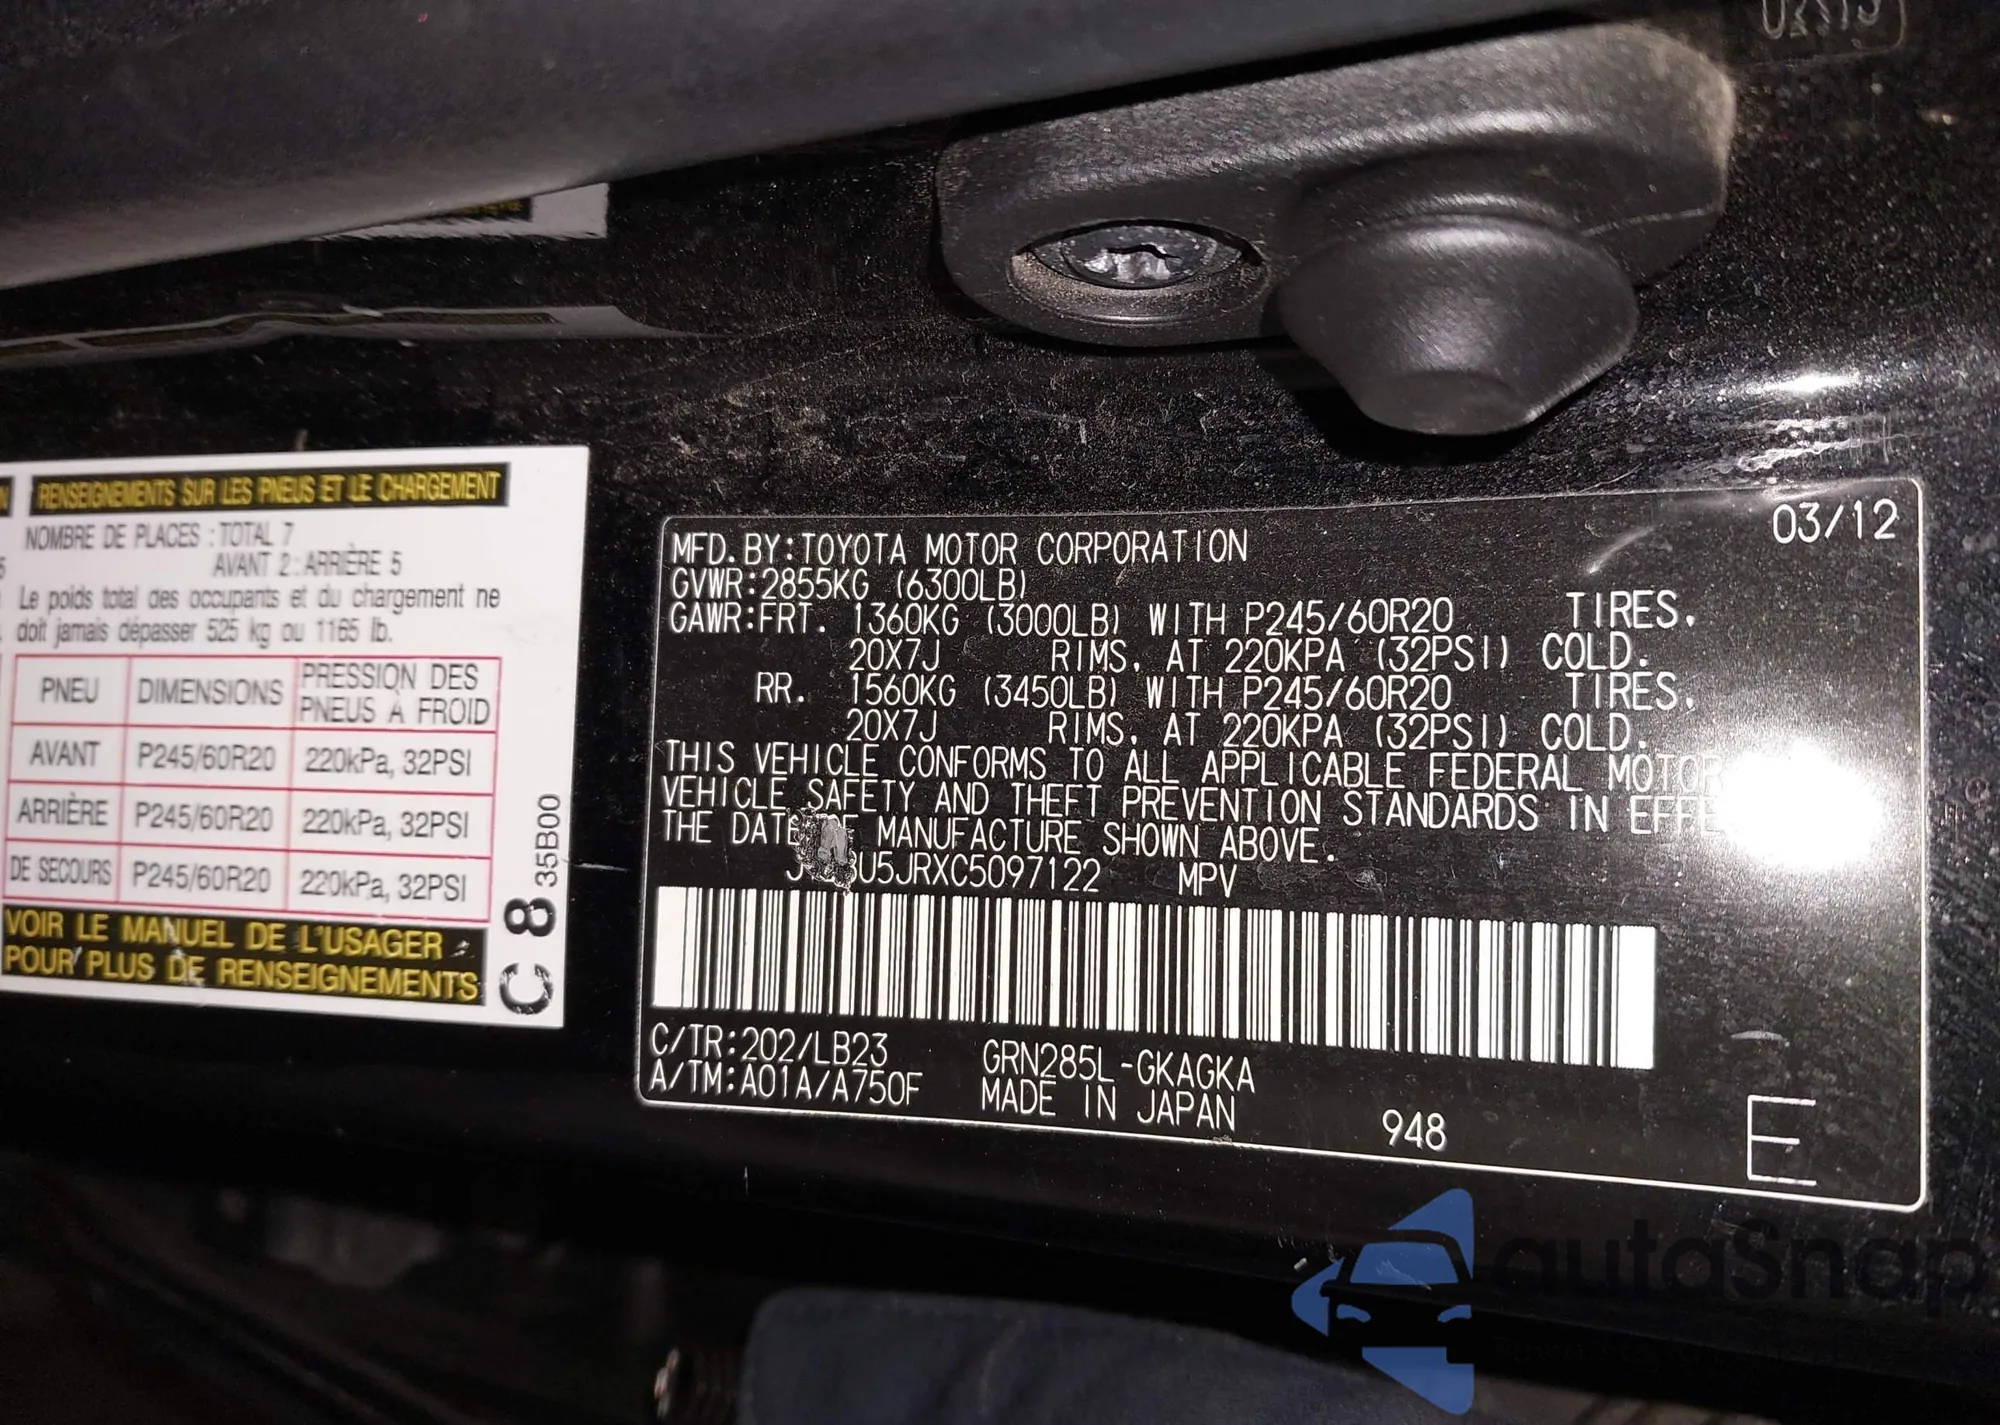 RENSEIGNEMENTS SUR LES PNEUS ET LE CHARGEMENT
NOMBRE DE PLACES : TOTAL 7
AVANT 2 : ARRIÈRE 5
Le poids total des occupants et du chargement ne
doit jamais dépasser 525 kg ou 1165 lb.
PNEU DIMENSIONS PRESSION DES PNEUS À FROID
AVANT P245/60R20 220kPa, 32PSI
ARRIÈRE P245/60R20 220kPa, 32PSI
DE SECOURS P245/60R20 220kPa, 32PSI
VOIR LE MANUEL DE L'USAGER
POUR PLUS DE RENSEIGNEMENTS
C 8
35B00
03/12
MFD. BY: TOYOTA MOTOR CORPORATION
GVWR: 2855KG (6300LB)
GAWR: FRT. 1360KG (3000LB) WITH P245/60R20 TIRES,
20X7J RIMS, AT 220KPA (32PSI) COLD.
RR. 1560KG (3450LB) WITH P245/60R20 TIRES,
20X7J RIMS, AT 220KPA (32PSI) COLD.
THIS VEHICLE CONFORMS TO ALL APPLICABLE FEDERAL MOTOR
VEHICLE SAFETY AND THEFT PREVENTION STANDARDS IN
THE DATE MANUFACTURE SHOWN ABOVE.
U5JRXC5097122 MPV
C/TR: 202/LB23 GRN285L-GKAGKA
A/TM: A01A/A750F MADE IN JAPAN
948
E
autaSnap